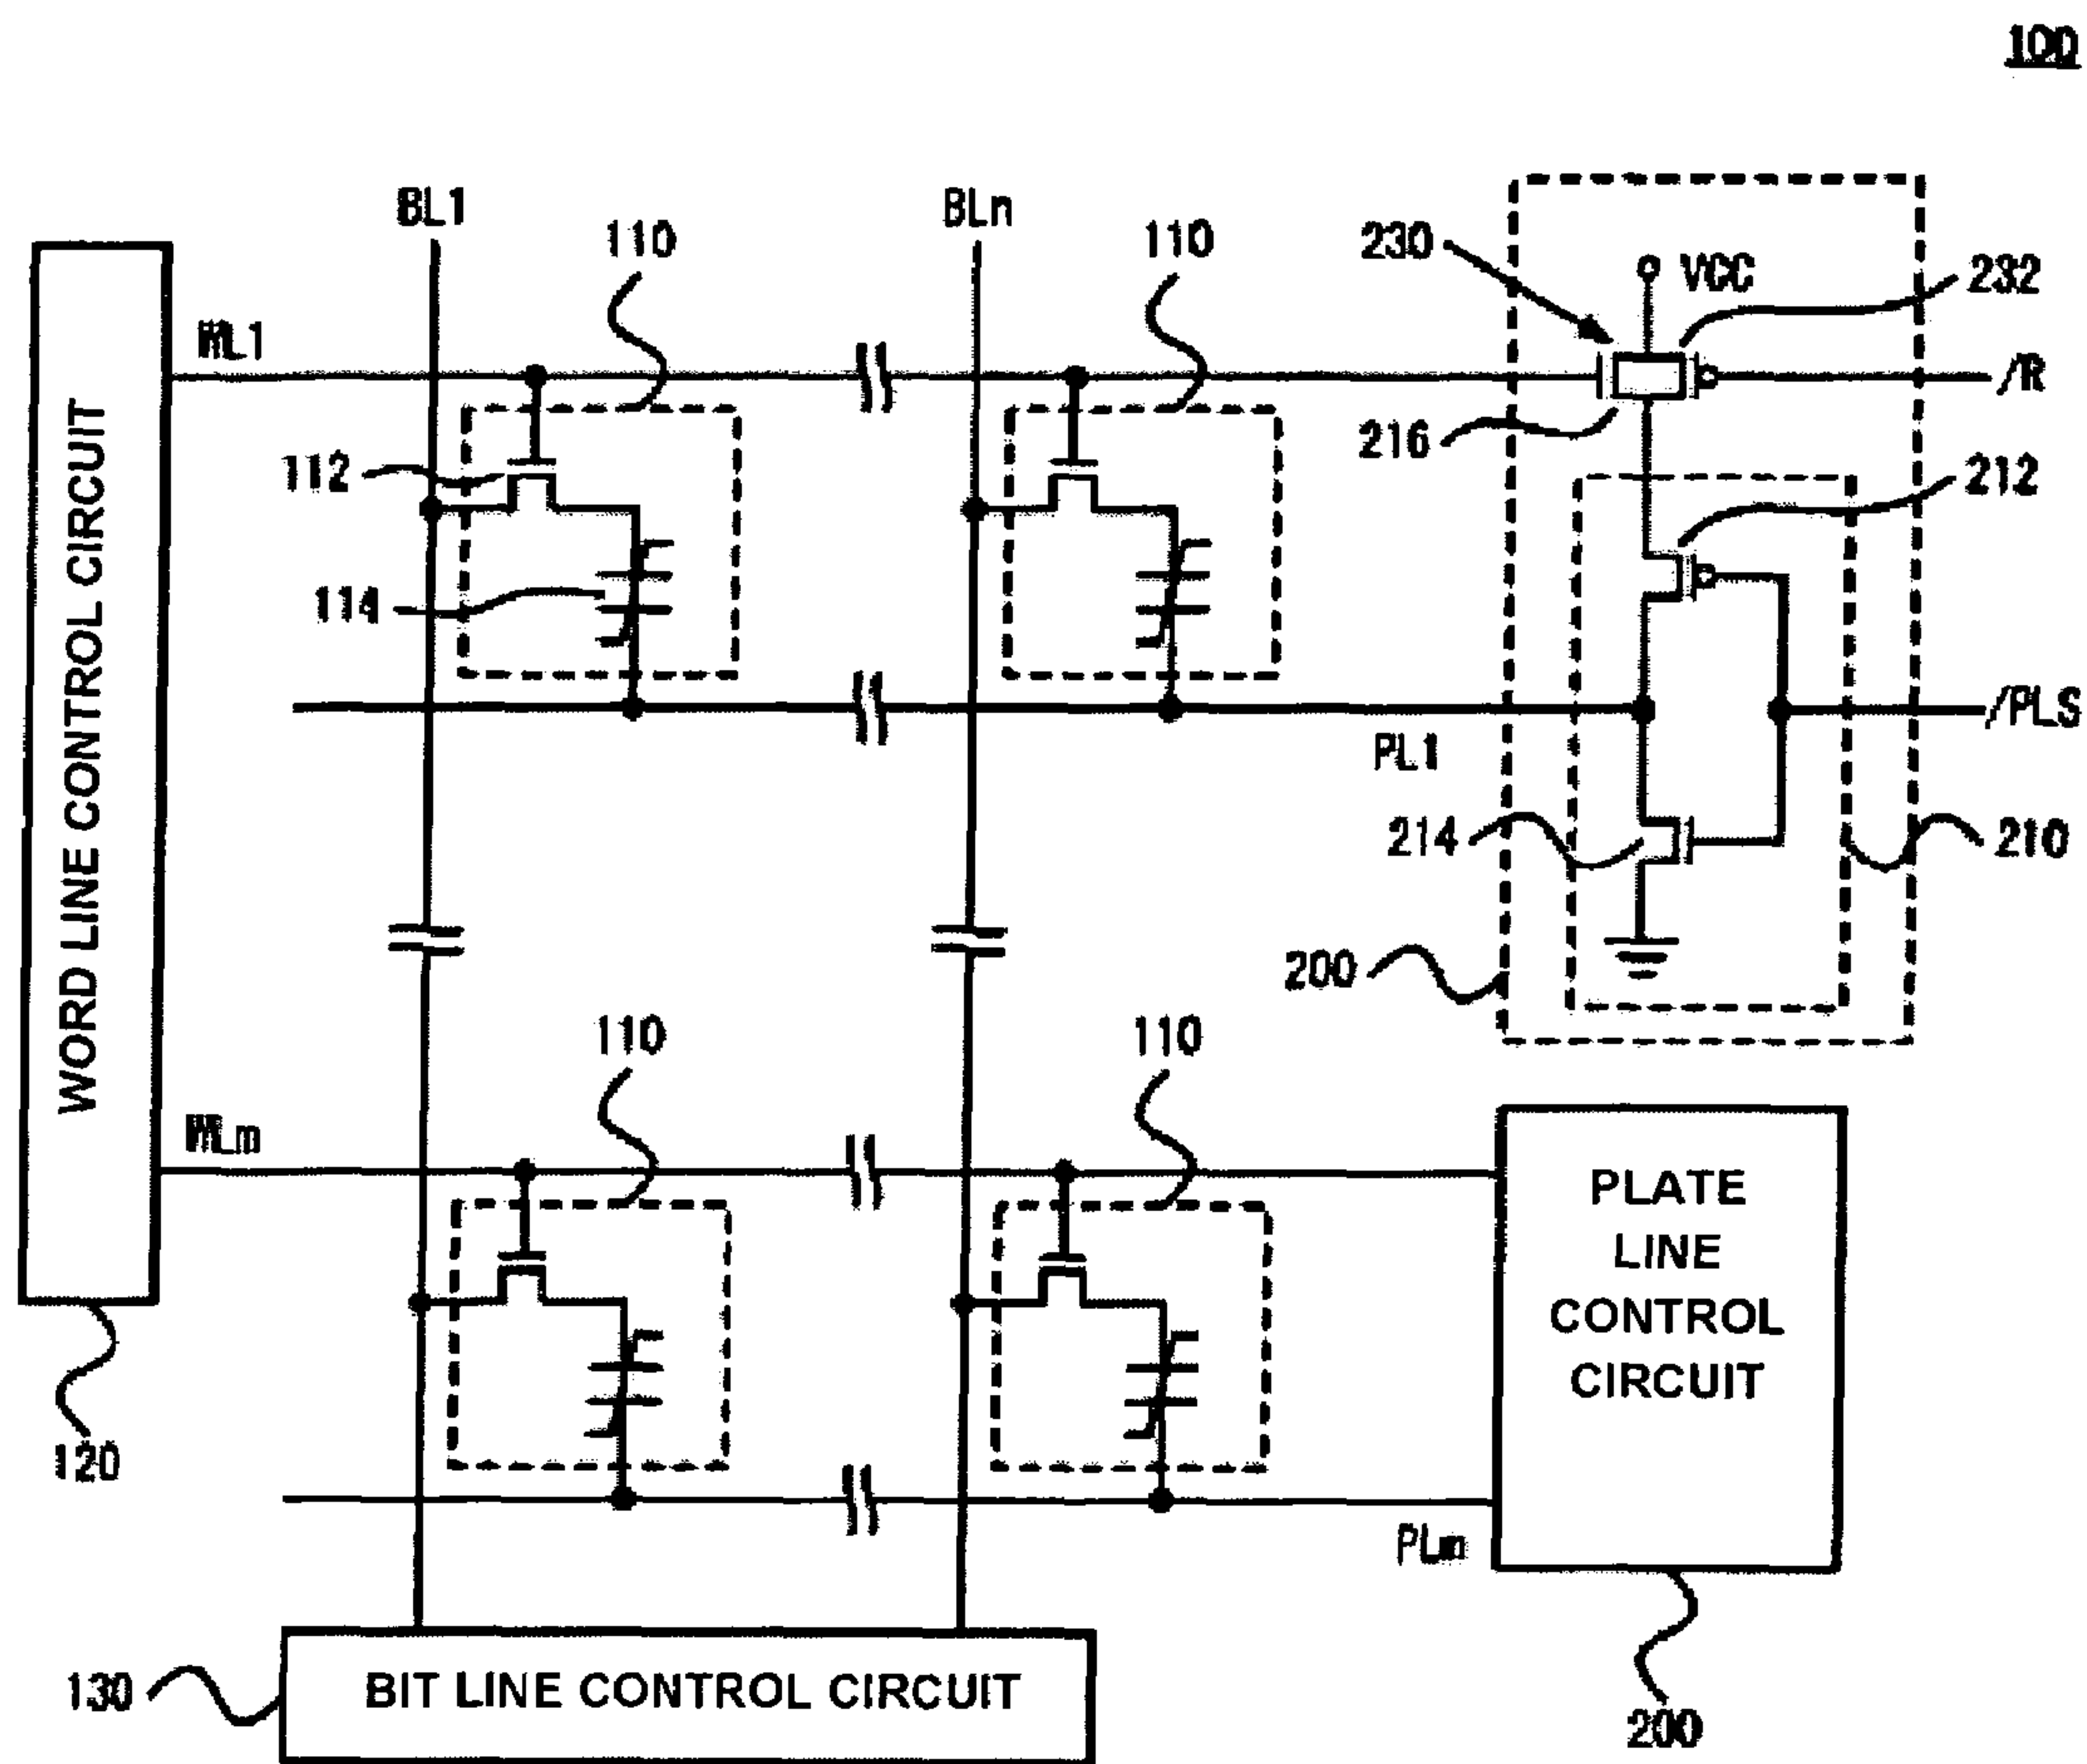 100
BL1
110
BLn
110
230
VCC
232
WL1
/R
216
112
212
114
PL1
/PLS
214
210
WORD LINE CONTROL CIRCUIT
200
110
110
WLm
PLATE
LINE
CONTROL
CIRCUIT
120
PLm
130
BIT LINE CONTROL CIRCUIT
200